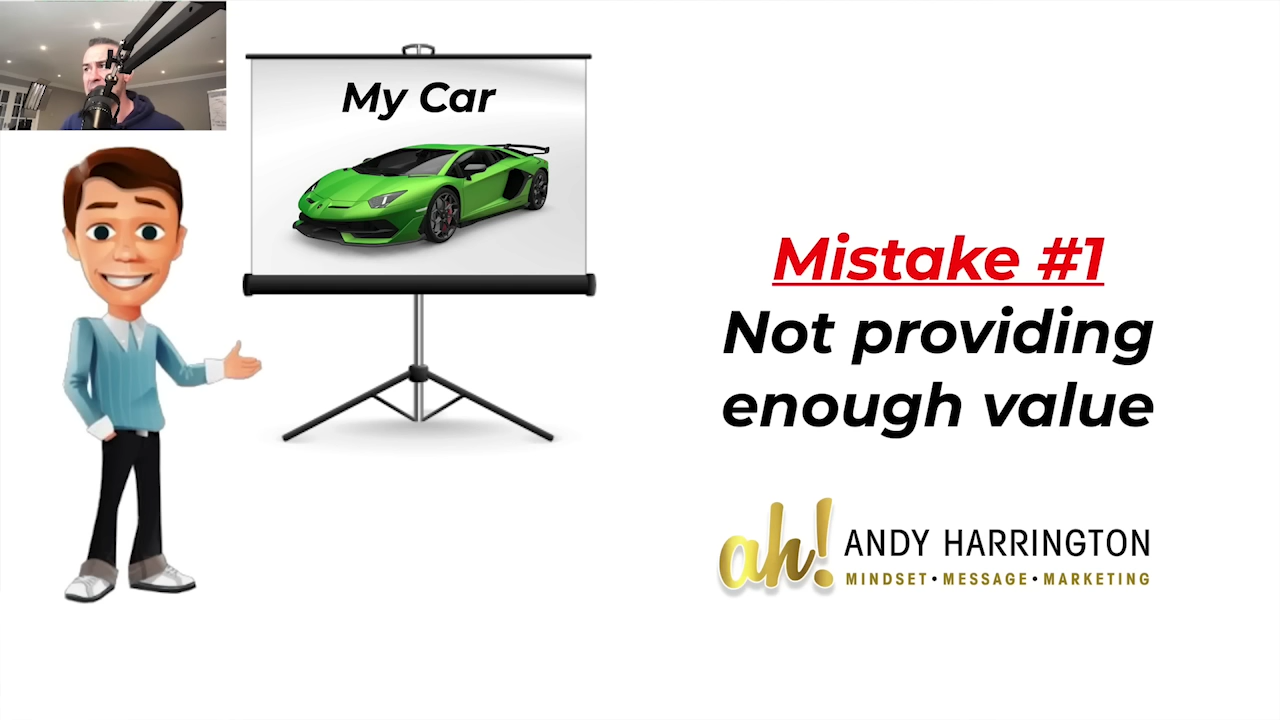 My Car
Mistake #1
Not providing
enough value
ah! ANDY HARRINGTON
MINDSET • MESSAGE • MARKETING